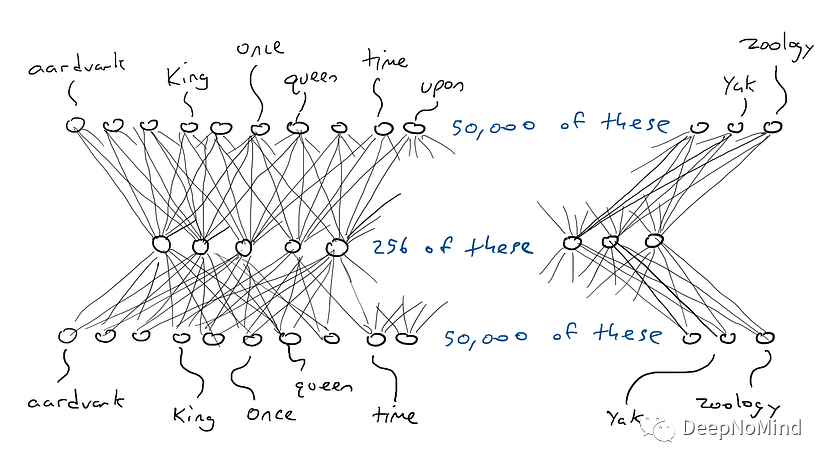 aardvark King once queen time upon
Yak zoology
50,000 of these
256 of these
50,000 of these
aardvark King once queen time
Yak zoology
DeepNoMind